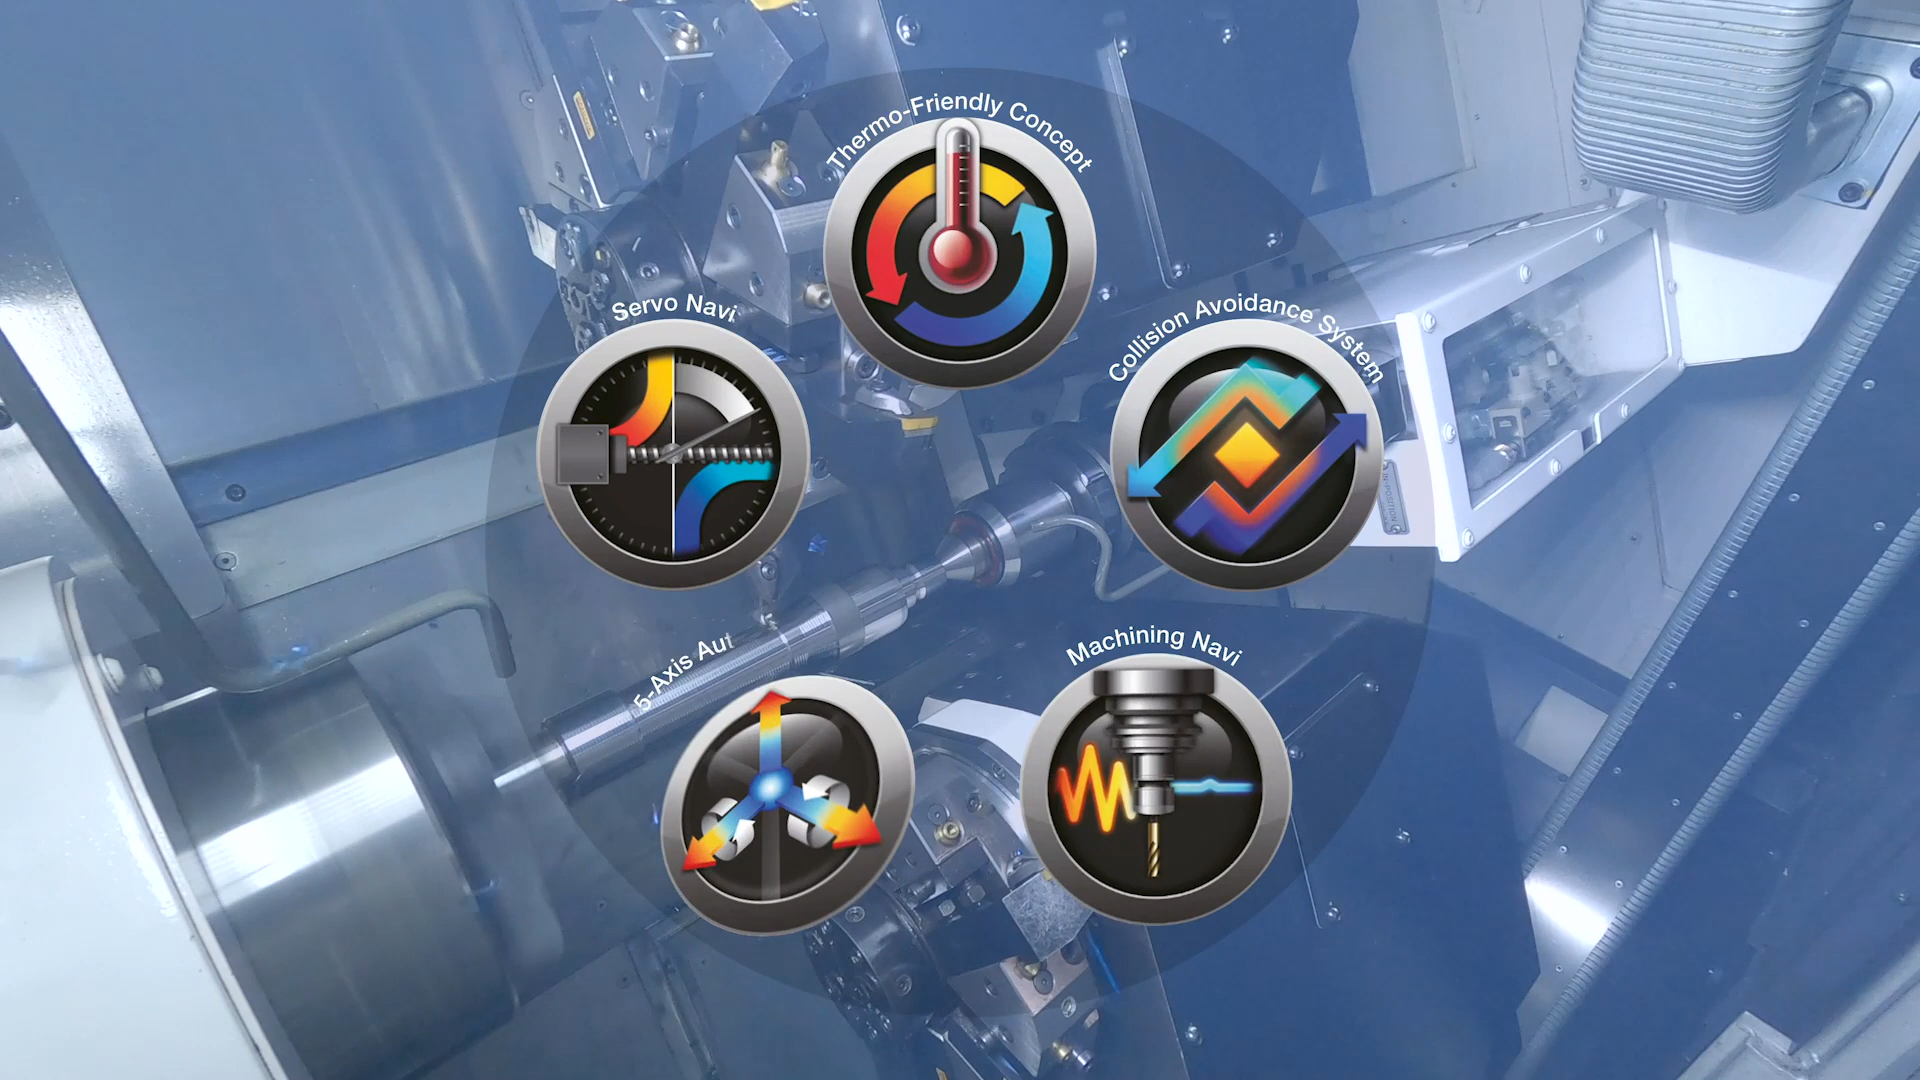 Thermo-Friendly Concept
Servo Navi
Collision Avoidance System
5-Axis Aut
Machining Navi